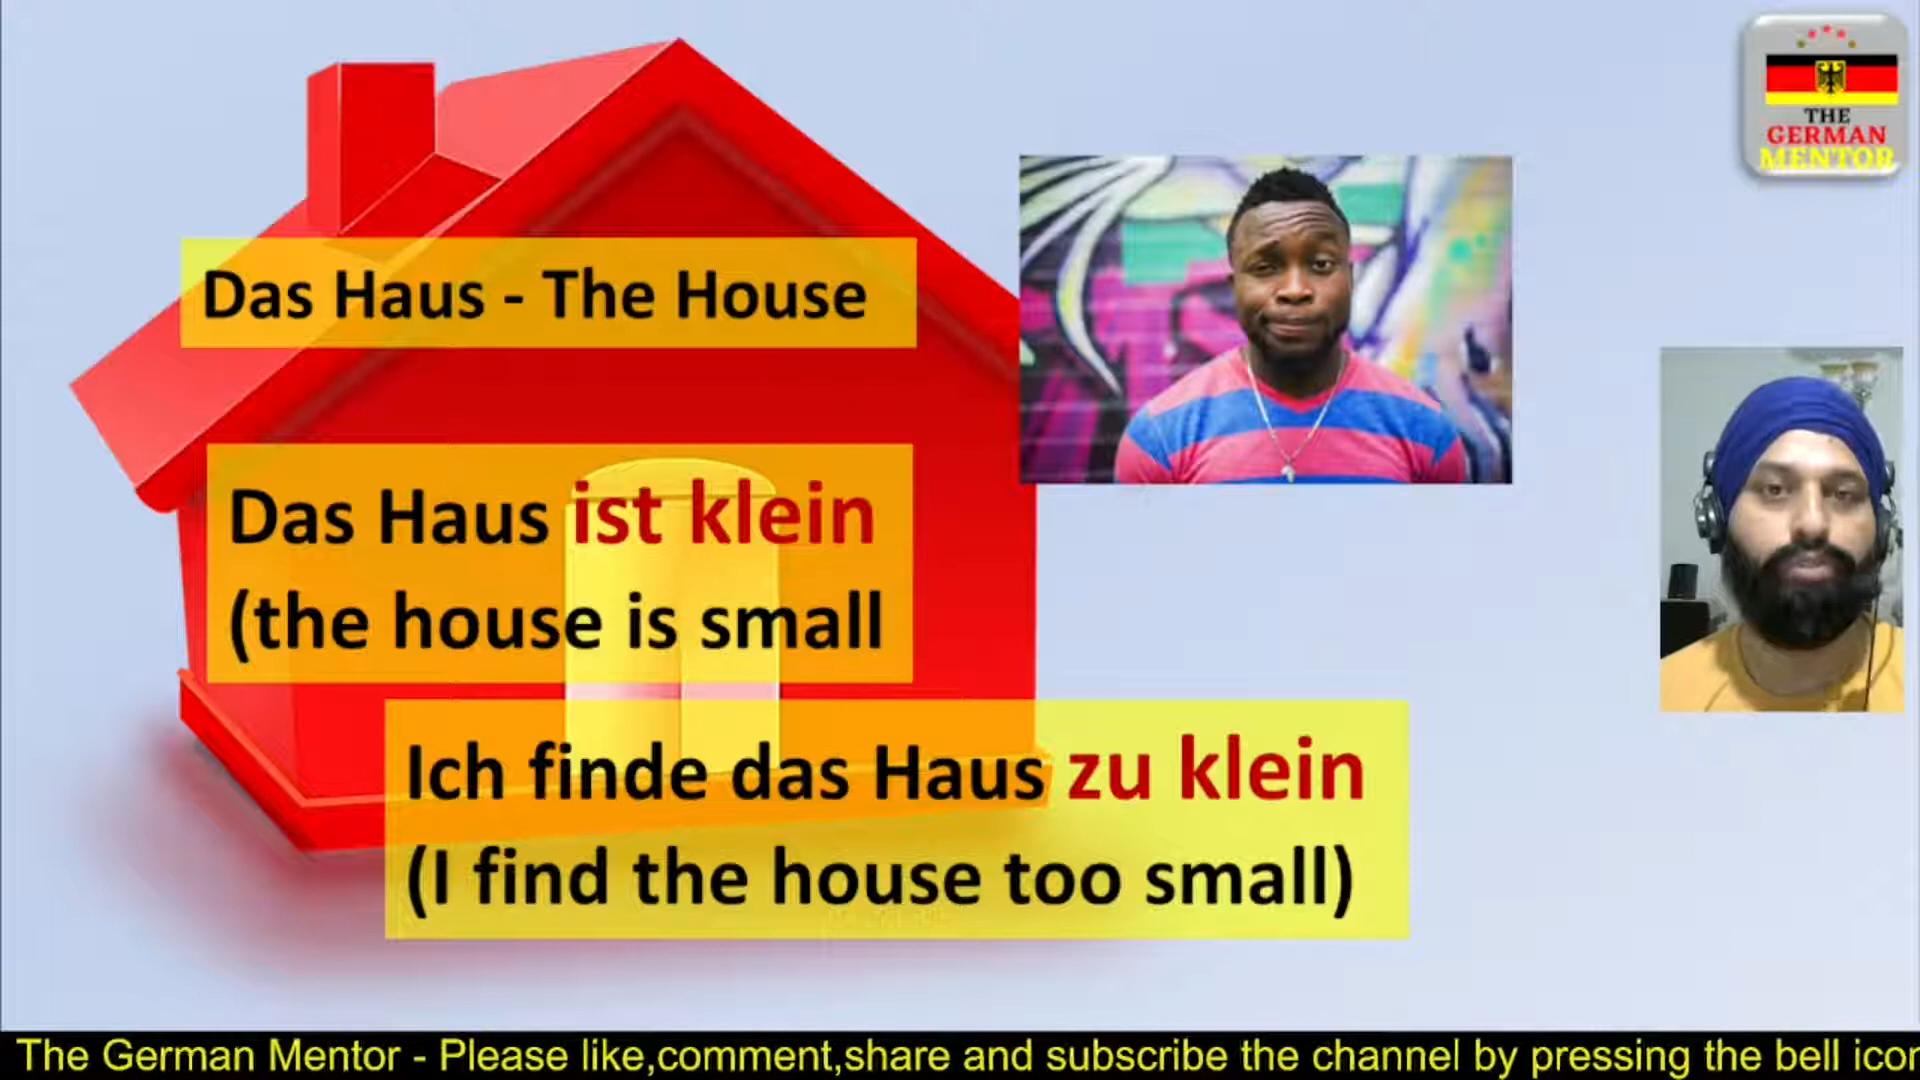 THE
GERMAN
MENTOR
Das Haus - The House
Das Haus ist klein
(the house is small
Ich finde das Haus zu klein
(I find the house too small)
The German Mentor - Please like,comment,share and subscribe the channel by pressing the bell icon